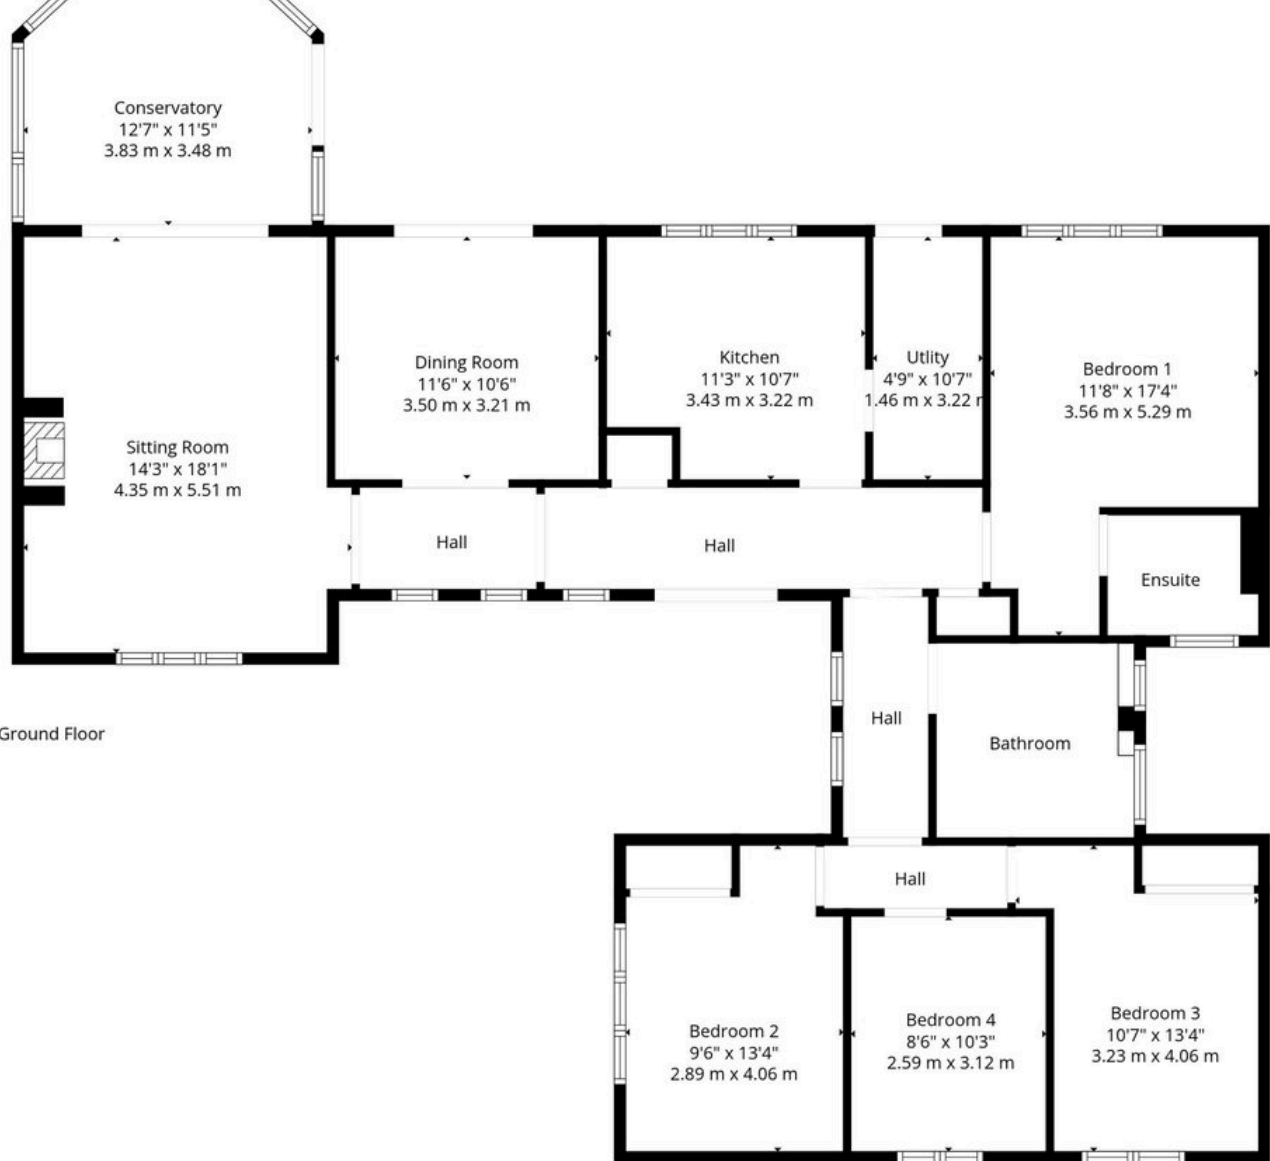 Conservatory
12'7" x 11'5"
3.83 m x 3.48 m
Dining Room
11'6" x 10'6"
3.50 m x 3.21 m
Kitchen
11'3" x 10'7"
3.43 m x 3.22 m
Utlity
4'9" x 10'7"
1.46 m x 3.22 m
Bedroom 1
11'8" x 17'4"
3.56 m x 5.29 m
Sitting Room
14'3" x 18'1"
4.35 m x 5.51 m
Hall
Hall
Ensuite
Ground Floor
Hall
Bathroom
Hall
Bedroom 2
9'6" x 13'4"
2.89 m x 4.06 m
Bedroom 4
8'6" x 10'3"
2.59 m x 3.12 m
Bedroom 3
10'7" x 13'4"
3.23 m x 4.06 m